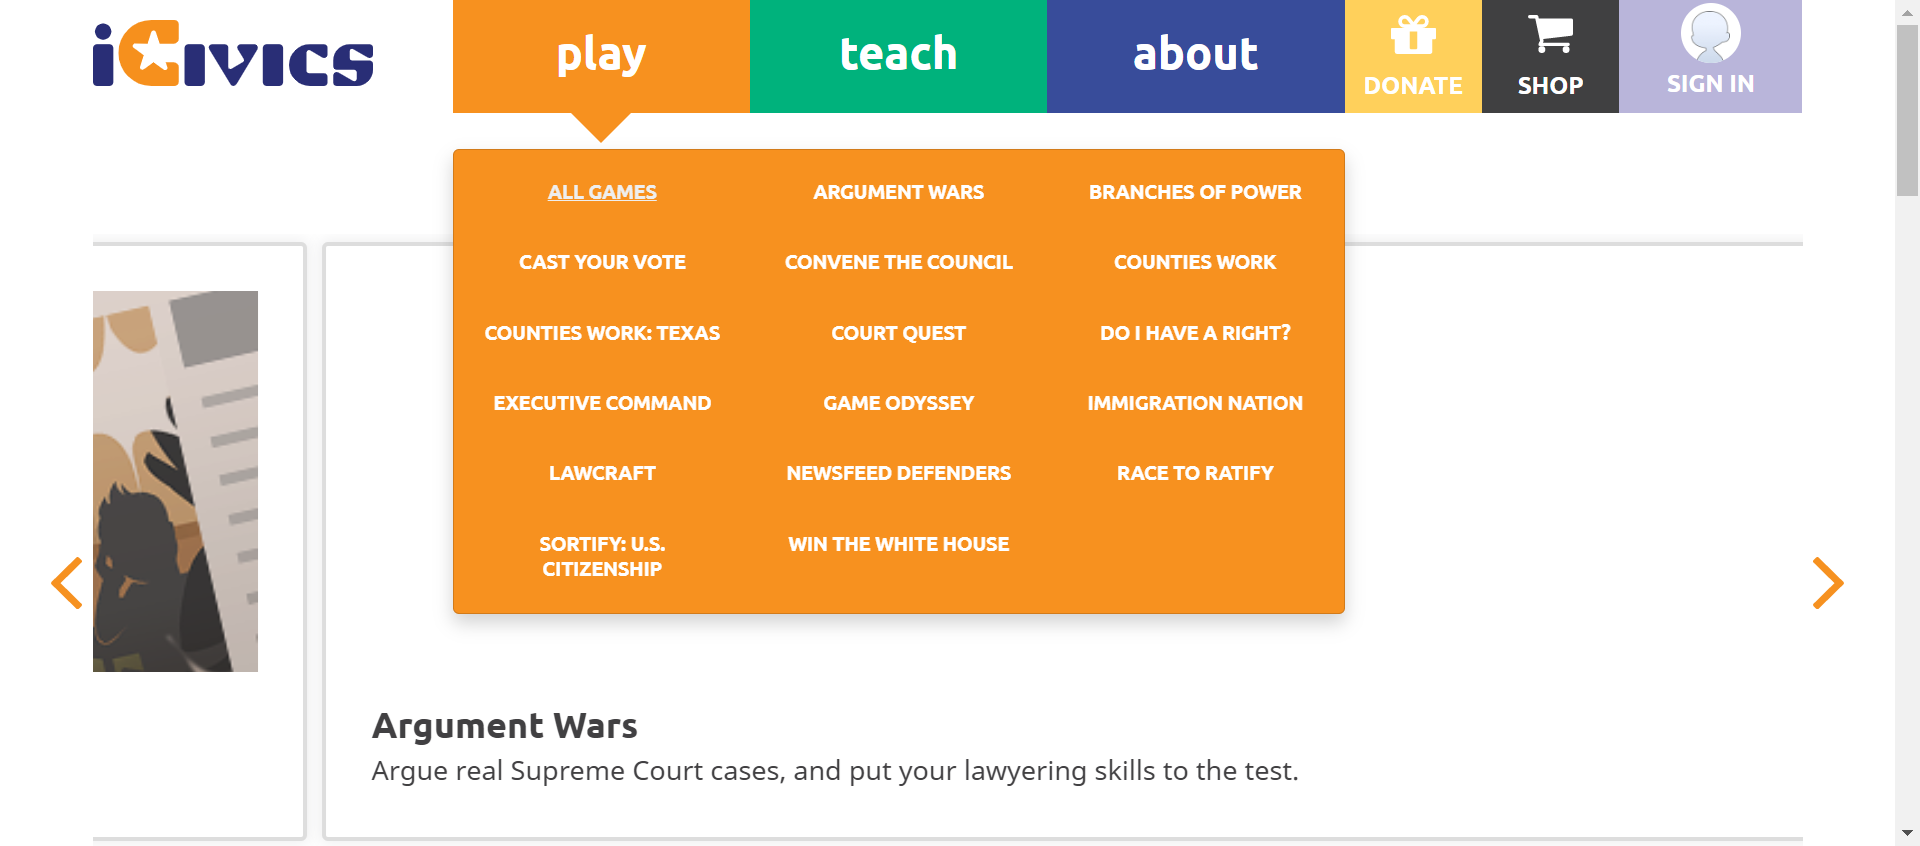 iCivics
play
teach
about
DONATE
SHOP
SIGN IN
ALL GAMES
ARGUMENT WARS
BRANCHES OF POWER
CAST YOUR VOTE
CONVENE THE COUNCIL
COUNTIES WORK
COUNTIES WORK: TEXAS
COURT QUEST
DO I HAVE A RIGHT?
EXECUTIVE COMMAND
GAME ODYSSEY
IMMIGRATION NATION
LAWCRAFT
NEWSFEED DEFENDERS
RACE TO RATIFY
SORTIFY: U.S.
CITIZENSHIP
WIN THE WHITE HOUSE
Argument Wars
Argue real Supreme Court cases, and put your lawyering skills to the test.